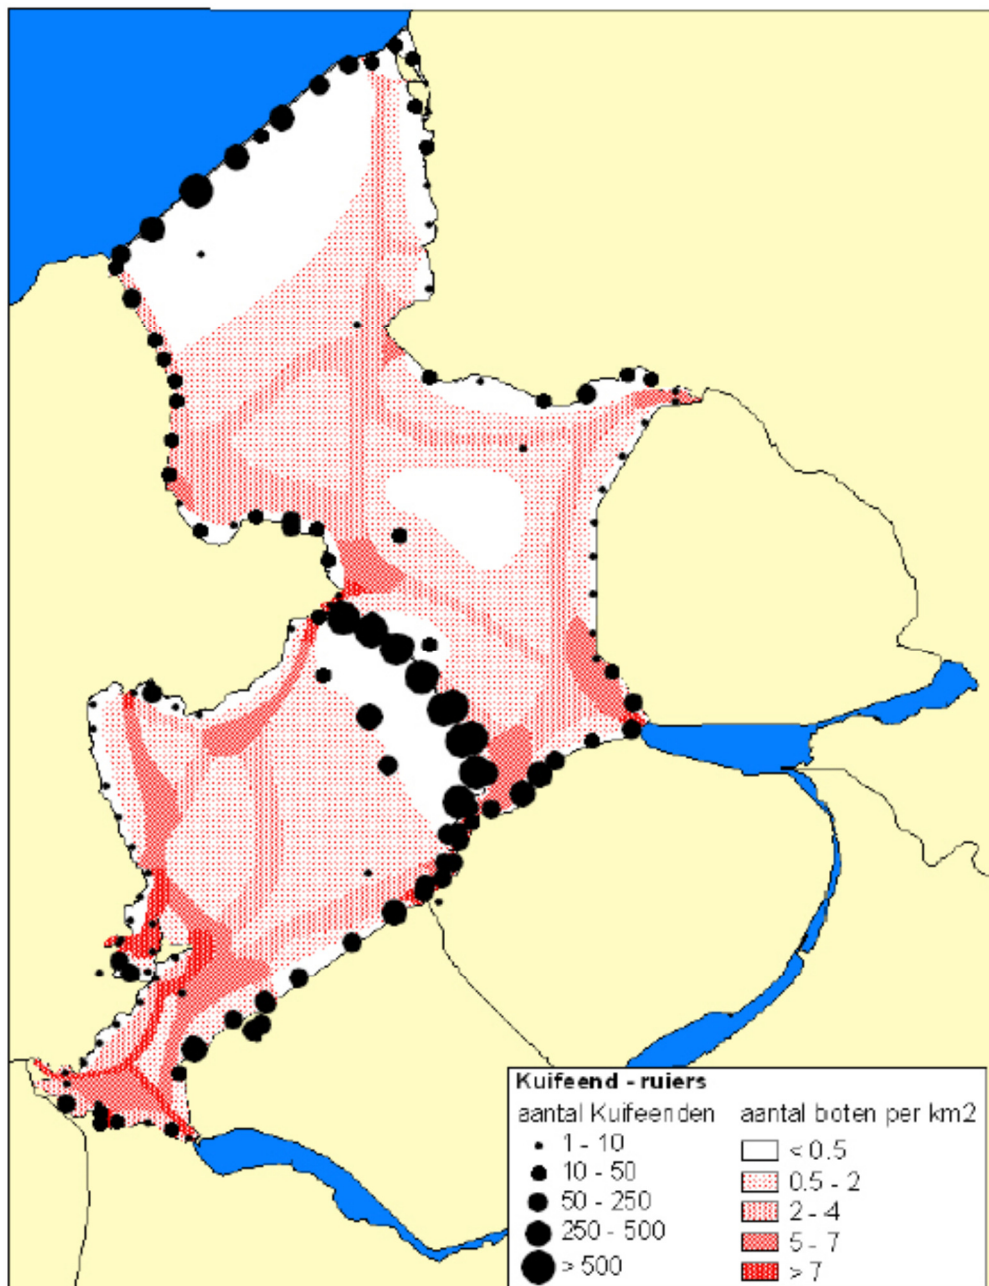 Kuifeend - ruiers
aantal Kuifeenden
1 - 10
10 - 50
50 - 250
250 - 500
> 500
aantal boten per km2
< 0.5
0.5 - 2
2 - 4
5 - 7
> 7